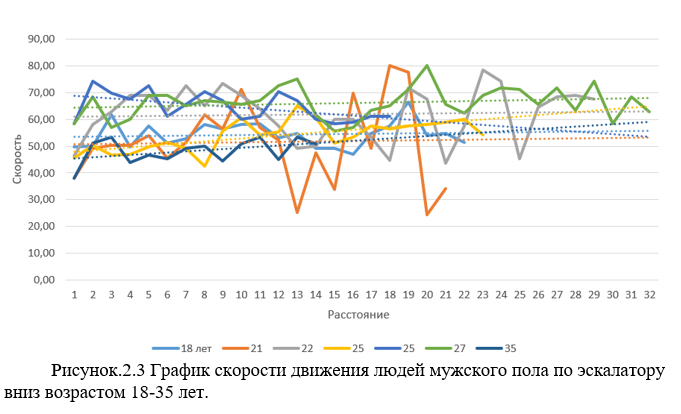 90,00
80,00
70,00
60,00
50,00
40,00
30,00
20,00
10,00
0,00
Скорость
1 2 3 4 5 6 7 8 9 10 11 12 13 14 15 16 17 18 19 20 21 22 23 24 25 26 27 28 29 30 31 32
Расстояние
18 лет 21 22 25 25 27 35
Рисунок.2.3 График скорости движения людей мужского пола по эскалатору
вниз возрастом 18-35 лет.